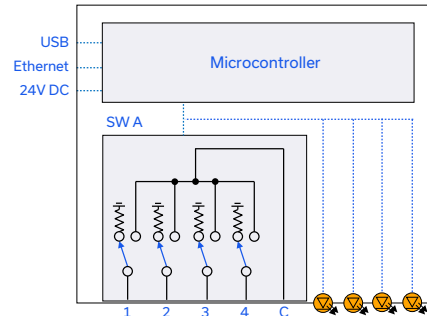 USB
Microcontroller
Ethernet
24V DC
SW A
1 2 3 4 C